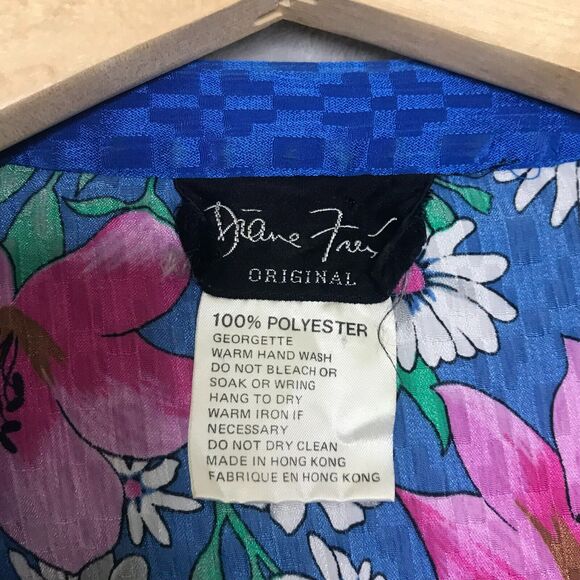 Diane Freis
ORIGINAL
100% POLYESTER
GEORGETTE
WARM HAND WASH
DO NOT BLEACH OR
SOAK OR WRING
HANG TO DRY
WARM IRON IF
NECESSARY
DO NOT DRY CLEAN
MADE IN HONG KONG
FABRIQUE EN HONG KONG